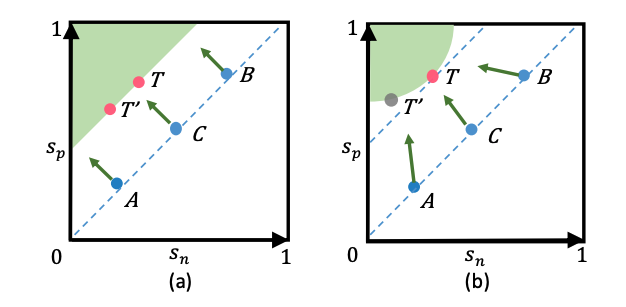 1 1
T B T B
T' T'
C C
s_p s_p
A A
0 s_n 1 0 s_n 1
(a) (b)